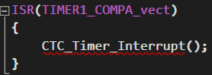 ISR(TIMER1_COMPA_vect)
{
    CTC_Timer_Interrupt();
}